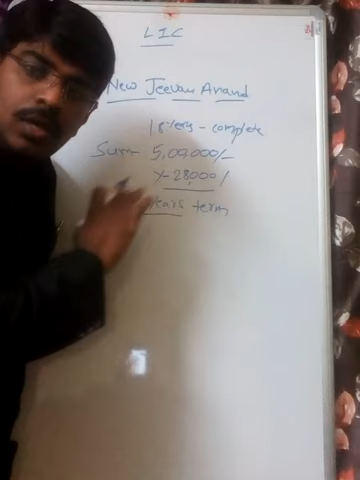 LIC
New Jeevan Anand
18 years - complete
Sum - 5,00,000/-
Y - 28,000/
years term